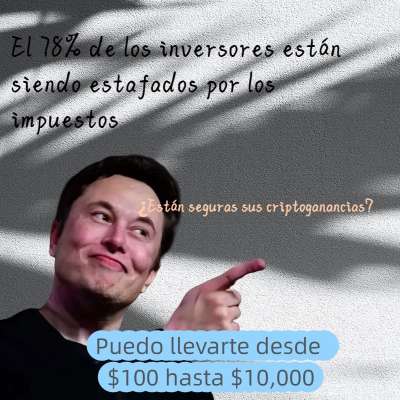 El 78% de los inversores están
siendo estafados por los
impuestos
¿Están seguras sus criptoganancias?
Puedo llevarte desde
$100 hasta $10,000